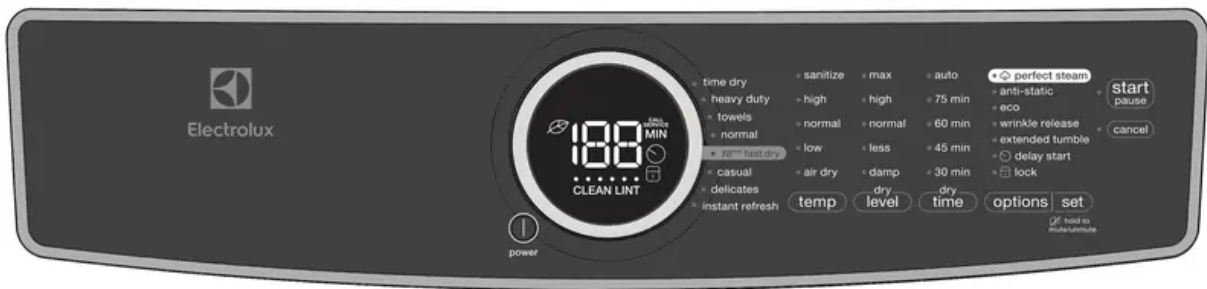 Electrolux
power
188
CALL
SERVICE
MIN
CLEAN LINT
time dry
heavy duty
towels
normal
fast dry
casual
delicates
instant refresh
sanitize
high
normal
low
air dry
temp
max
high
normal
less
damp
dry
level
auto
75 min
60 min
45 min
30 min
dry
time
perfect steam
anti-static
eco
wrinkle release
extended tumble
delay start
lock
options
set
hold to
mute/unmute
start
pause
cancel